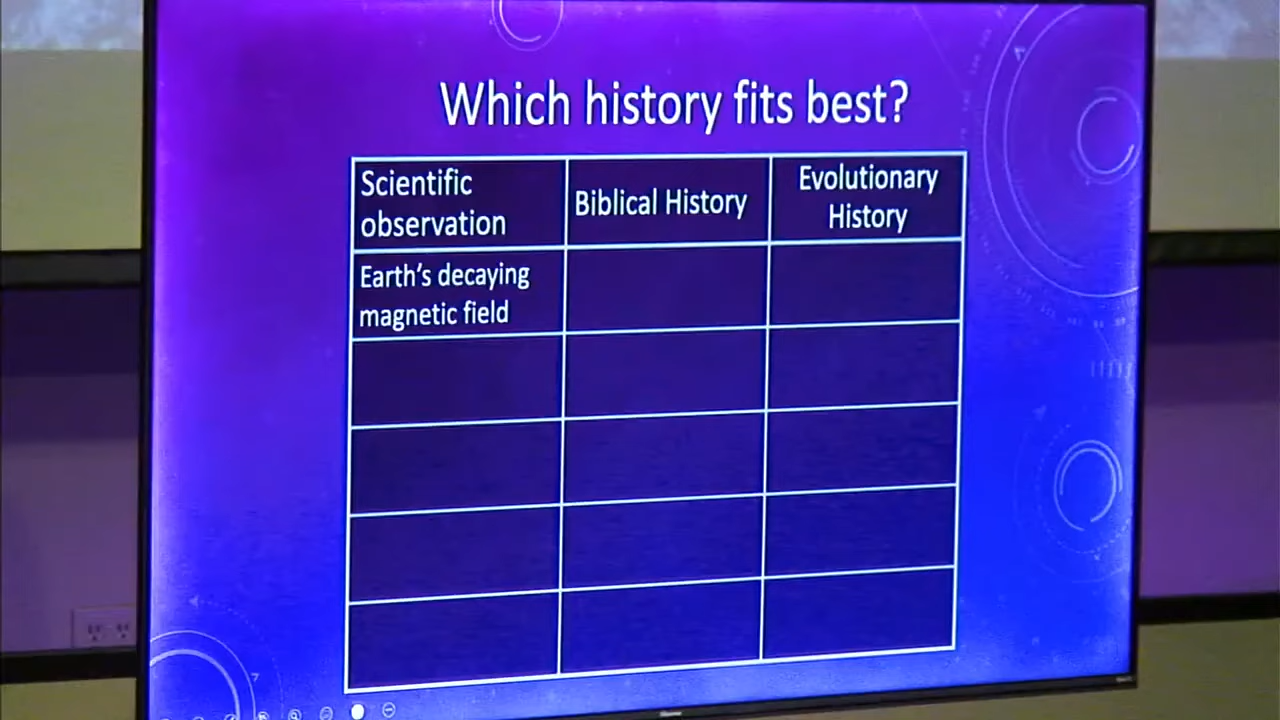 Which history fits best?
Scientific
observation
Biblical History
Evolutionary
History
Earth's decaying
magnetic field